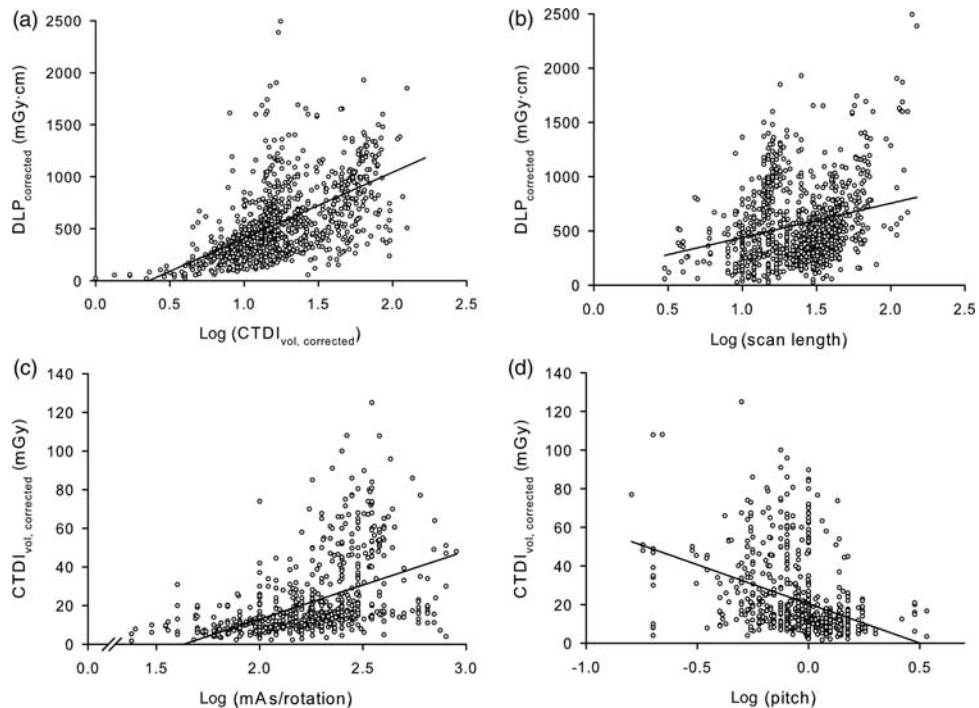 (a)
2500
2000
1500
1000
500
0
DLPcorrected (mGy·cm)
0.0 0.5 1.0 1.5 2.0 2.5
Log (CTDIvol, corrected)
(b)
2500
2000
1500
1000
500
0
DLPcorrected (mGy·cm)
0.0 0.5 1.0 1.5 2.0 2.5
Log (scan length)
(c)
140
120
100
80
60
40
20
0
CTDIvol, corrected (mGy)
0.0 1.5 2.0 2.5 3.0
Log (mAs/rotation)
(d)
140
120
100
80
60
40
20
0
CTDIvol, corrected (mGy)
-1.0 -0.5 0.0 0.5 1.0
Log (pitch)